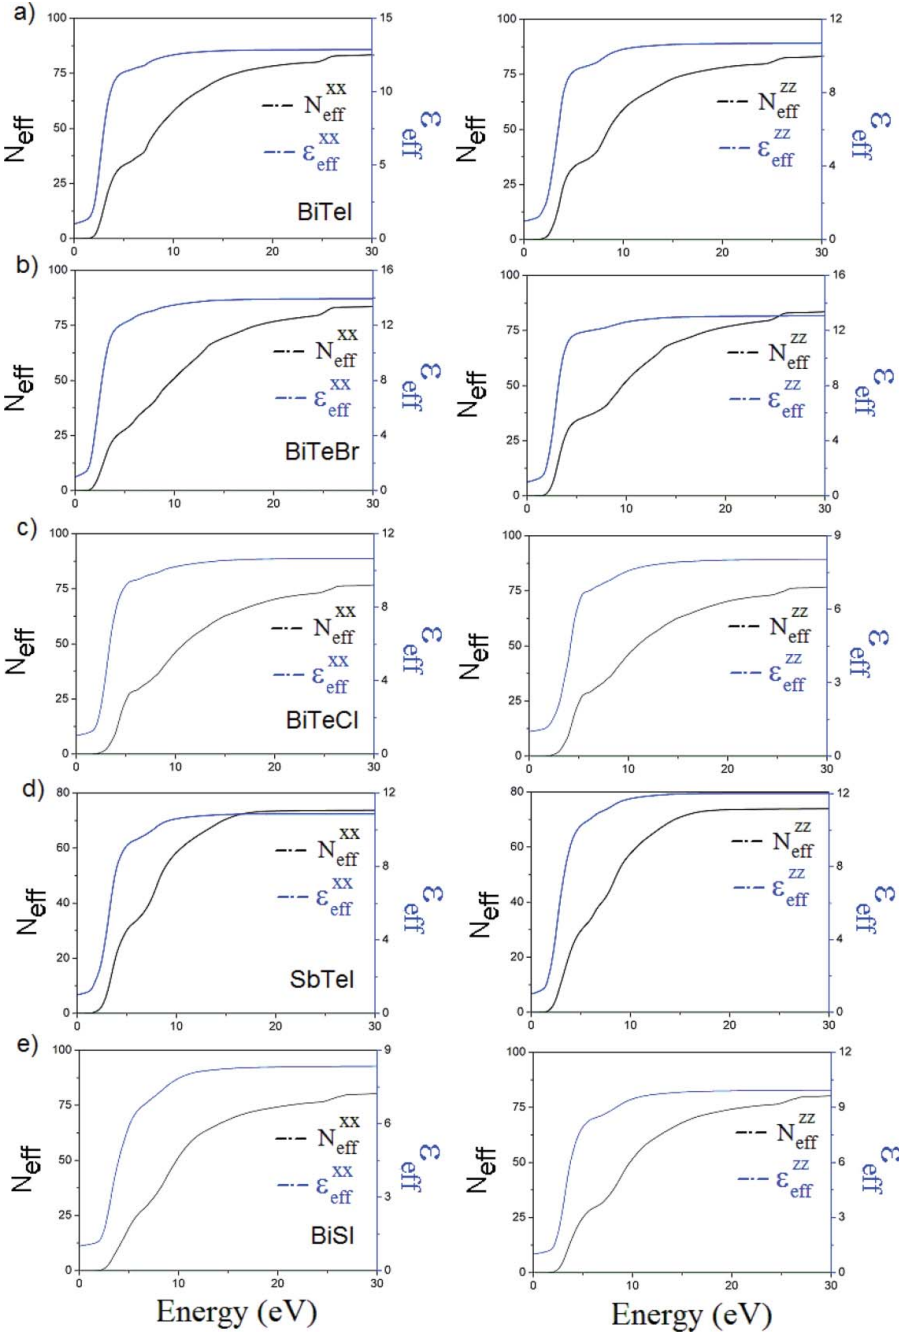 a)
100
75
50
25
0
N_eff
15
10
5
0
ε_eff
N_eff^xx
ε_eff^xx
BiTeI
0 10 20 30
100
75
50
25
0
N_eff
12
8
4
0
ε_eff
N_eff^zz
ε_eff^zz
0 10 20 30
b)
100
75
50
25
0
N_eff
16
12
8
4
0
ε_eff
N_eff^xx
ε_eff^xx
BiTeBr
0 10 20 30
100
75
50
25
0
N_eff
16
12
8
4
0
ε_eff
N_eff^zz
ε_eff^zz
0 10 20 30
c)
100
75
50
25
0
N_eff
12
8
4
0
ε_eff
N_eff^xx
ε_eff^xx
BiTeCl
0 10 20 30
100
75
50
25
0
N_eff
9
6
3
0
ε_eff
N_eff^zz
ε_eff^zz
0 10 20 30
d)
80
60
40
20
0
N_eff
12
8
4
0
ε_eff
N_eff^xx
ε_eff^xx
SbTeI
0 10 20 30
80
60
40
20
0
N_eff
12
8
4
0
ε_eff
N_eff^zz
ε_eff^zz
0 10 20 30
e)
100
75
50
25
0
N_eff
9
6
3
0
ε_eff
N_eff^xx
ε_eff^xx
BiSI
0 10 20 30
Energy (eV)
100
75
50
25
0
N_eff
12
9
6
3
0
ε_eff
N_eff^zz
ε_eff^zz
0 10 20 30
Energy (eV)